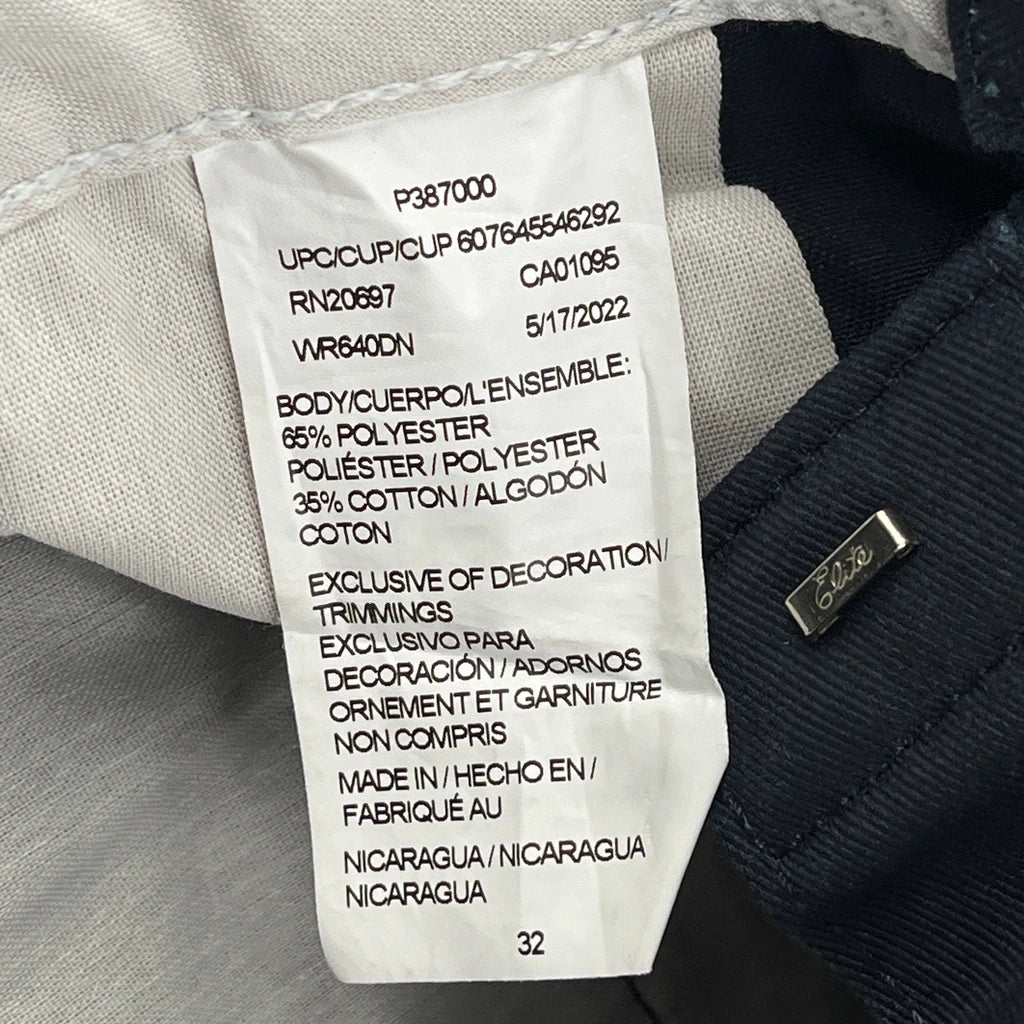 P387000
UPC/CUP/CUP 607645546292
RN20697 CA01095
WR640DN 5/17/2022
BODY/CUERPO/L'ENSEMBLE:
65% POLYESTER
POLIÉSTER / POLYESTER
35% COTTON / ALGODÓN
COTON
EXCLUSIVE OF DECORATION/
TRIMMINGS
EXCLUSIVO PARA
DECORACIÓN / ADORNOS
ORNEMENT ET GARNITURE
NON COMPRIS
MADE IN / HECHO EN /
FABRIQUÉ AU
NICARAGUA / NICARAGUA
NICARAGUA
32
Elite